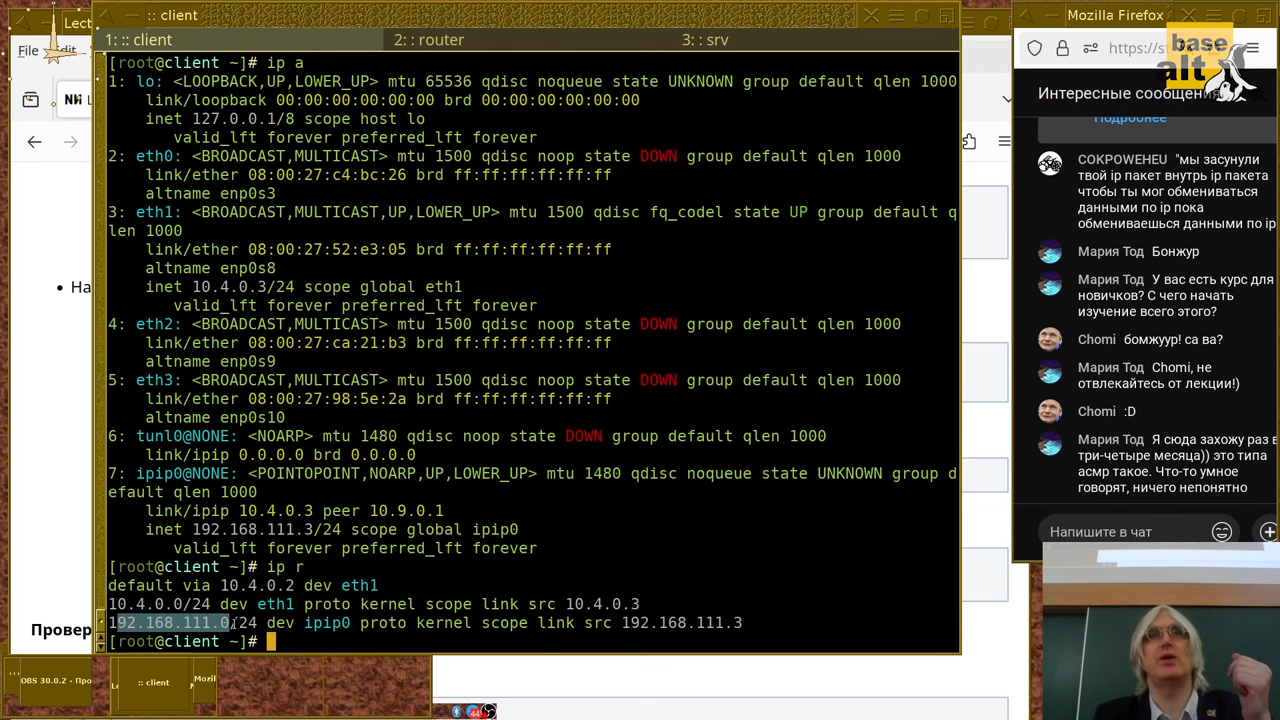 Lect
:: client
Mozilla Firefox
File Edit
1: :: client
2: : router
3: :: srv
https://s
base
alt
[root@client ~]# ip a
1: lo: <LOOPBACK,UP,LOWER_UP> mtu 65536 qdisc noqueue state UNKNOWN group default qlen 1000
link/loopback 00:00:00:00:00:00 brd 00:00:00:00:00:00
inet 127.0.0.1/8 scope host lo
valid_lft forever preferred_lft forever
2: eth0: <BROADCAST,MULTICAST> mtu 1500 qdisc noop state DOWN group default qlen 1000
link/ether 08:00:27:c4:bc:26 brd ff:ff:ff:ff:ff:ff
altname enp0s3
3: eth1: <BROADCAST,MULTICAST,UP,LOWER_UP> mtu 1500 qdisc fq_codel state UP group default q
len 1000
link/ether 08:00:27:52:e3:05 brd ff:ff:ff:ff:ff:ff
altname enp0s8
inet 10.4.0.3/24 scope global eth1
valid_lft forever preferred_lft forever
4: eth2: <BROADCAST,MULTICAST> mtu 1500 qdisc noop state DOWN group default qlen 1000
link/ether 08:00:27:ca:21:b3 brd ff:ff:ff:ff:ff:ff
altname enp0s9
5: eth3: <BROADCAST,MULTICAST> mtu 1500 qdisc noop state DOWN group default qlen 1000
link/ether 08:00:27:98:5e:2a brd ff:ff:ff:ff:ff:ff
altname enp0s10
6: tunl0@NONE: <NOARP> mtu 1480 qdisc noop state DOWN group default qlen 1000
link/ipip 0.0.0.0 brd 0.0.0.0
7: ipip0@NONE: <POINTOPOINT,NOARP,UP,LOWER_UP> mtu 1480 qdisc noqueue state UNKNOWN group d
efault qlen 1000
link/ipip 10.4.0.3 peer 10.9.0.1
inet 192.168.111.3/24 scope global ipip0
valid_lft forever preferred_lft forever
[root@client ~]# ip r
default via 10.4.0.2 dev eth1
10.4.0.0/24 dev eth1 proto kernel scope link src 10.4.0.3
192.168.111.0/24 dev ipip0 proto kernel scope link src 192.168.111.3
[root@client ~]#
• На
Провер
Интересные сообщения
Подробнее
COKPOWEHEU "мы засунули
твой ip пакет внутрь ip пакета
чтобы ты мог обмениваться
данными по ip пока
обмениваешься данными по ip
Мария Тод Бонжур
Мария Тод У вас есть курс для
новичков? С чего начать
изучение всего этого?
Chomi бомжуур! са ва?
Мария Тод Chomi, не
отвлекайтесь от лекции!)
Chomi :D
Мария Тод Я сюда захожу раз в
три-четыре месяца)) это типа
асмр такое. Что-то умное
говорят, ничего непонятно
Напишите в чат
DBS 30.0.2 - Про
:: client
Mozil
44